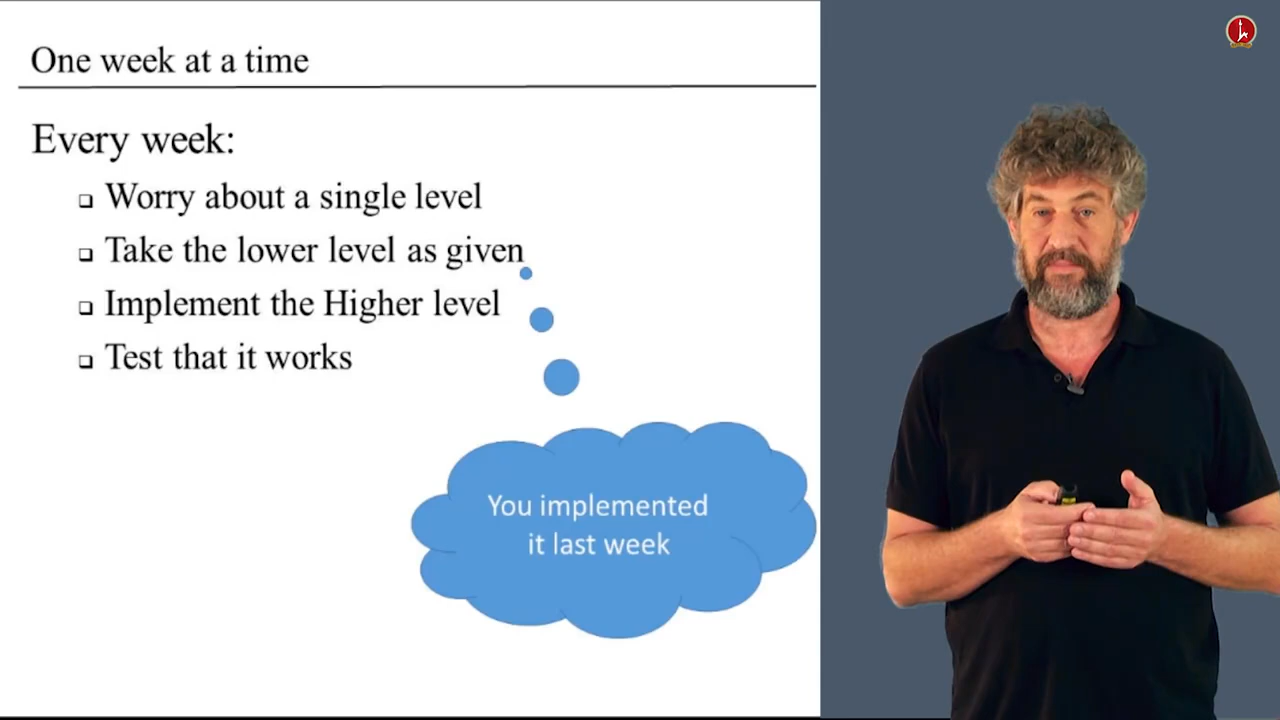 One week at a time
Every week:
Worry about a single level
Take the lower level as given
Implement the Higher level
Test that it works
You implemented
it last week